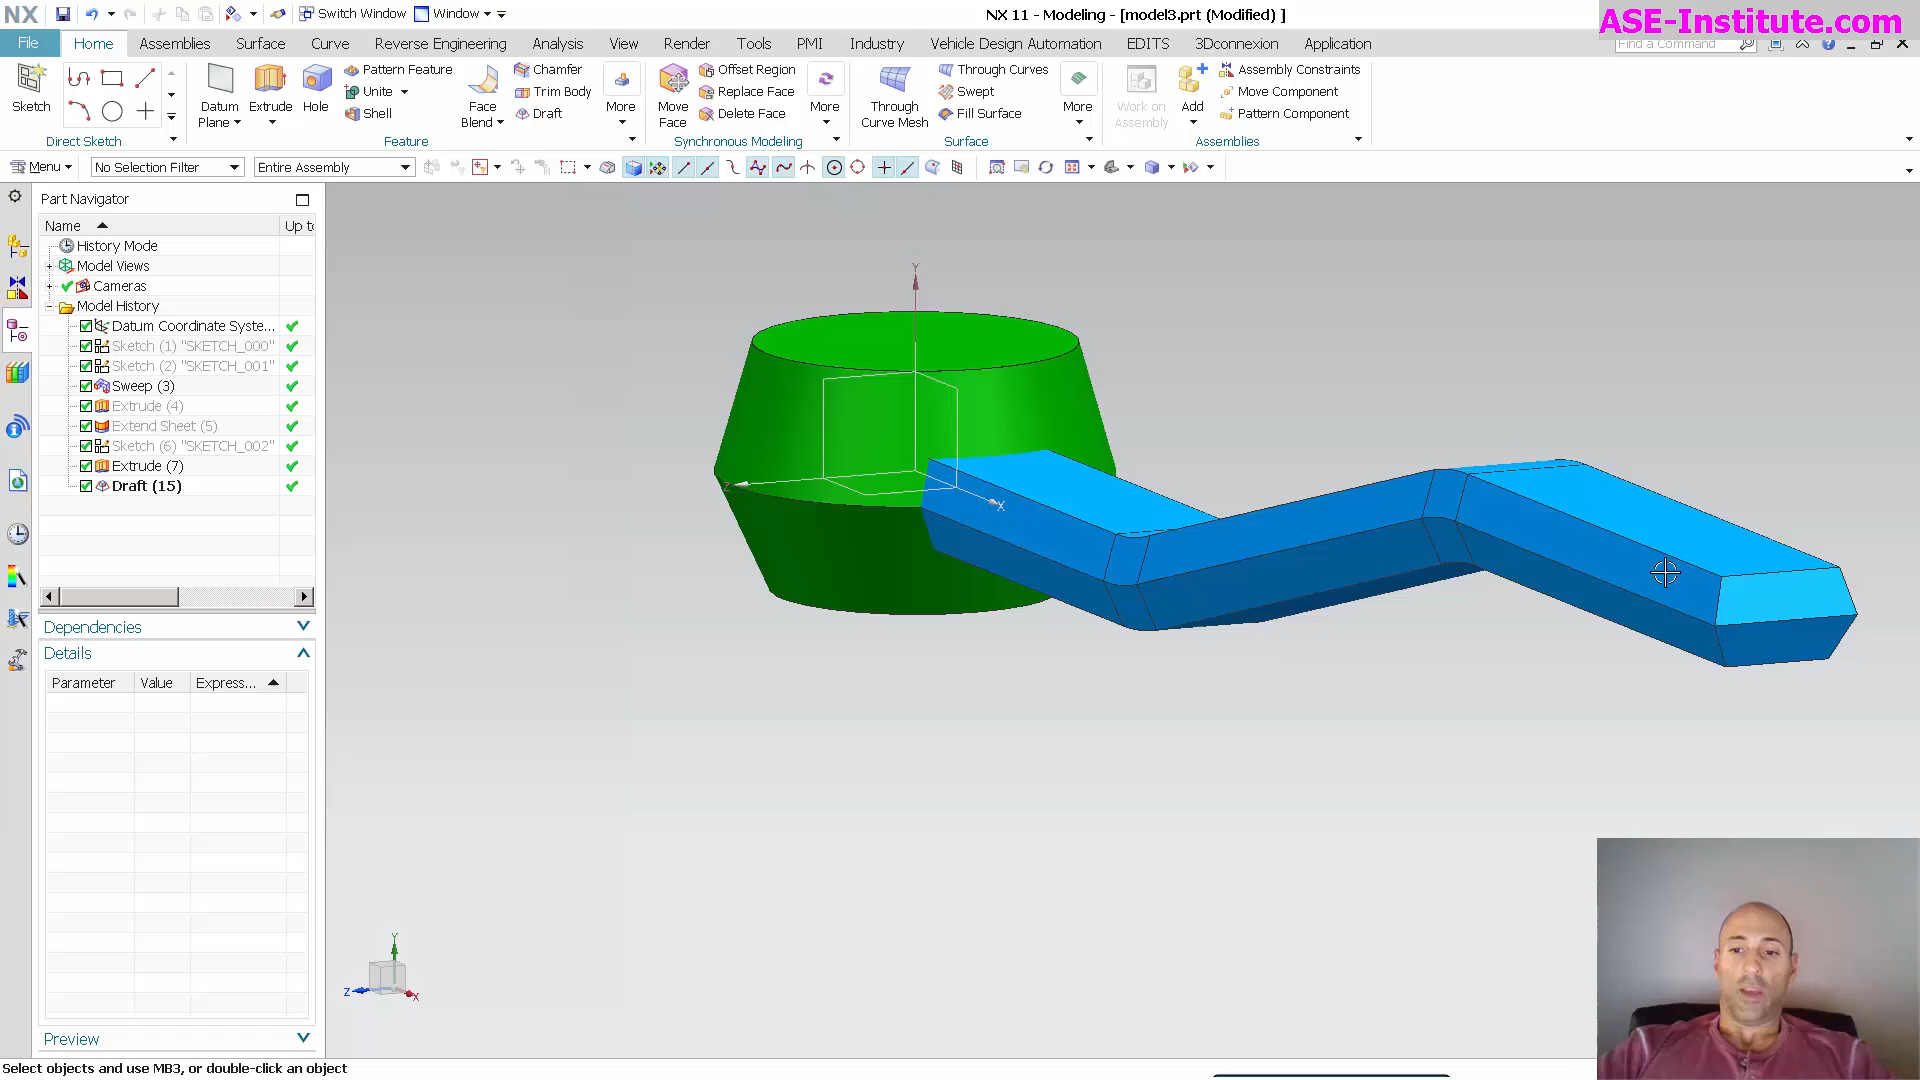 NX
Switch Window
Window
NX 11 - Modeling - [model3.prt (Modified) ]
ASE-Institute.com
File
Home
Assemblies
Surface
Curve
Reverse Engineering
Analysis
View
Render
Tools
PMI
Industry
Vehicle Design Automation
EDITS
3Dconnexion
Application
Find a Command
Sketch
Direct Sketch
Datum
Plane
Extrude
Hole
Pattern Feature
Unite
Shell
Face
Blend
Chamfer
Trim Body
Draft
More
Feature
Move
Face
Offset Region
Replace Face
Delete Face
More
Synchronous Modeling
Through
Curve Mesh
Through Curves
Swept
Fill Surface
More
Surface
Work on
Assembly
Add
Assembly Constraints
Move Component
Pattern Component
Assemblies
Menu
No Selection Filter
Entire Assembly
Part Navigator
Name
Up to
History Mode
Model Views
Cameras
Model History
Datum Coordinate Syste...
Sketch (1) "SKETCH_000"
Sketch (2) "SKETCH_001"
Sweep (3)
Extrude (4)
Extend Sheet (5)
Sketch (6) "SKETCH_002"
Extrude (7)
Draft (15)
Dependencies
Details
Parameter
Value
Express...
Preview
Y
Z
X
Y
Z
X
Select objects and use MB3, or double-click an object